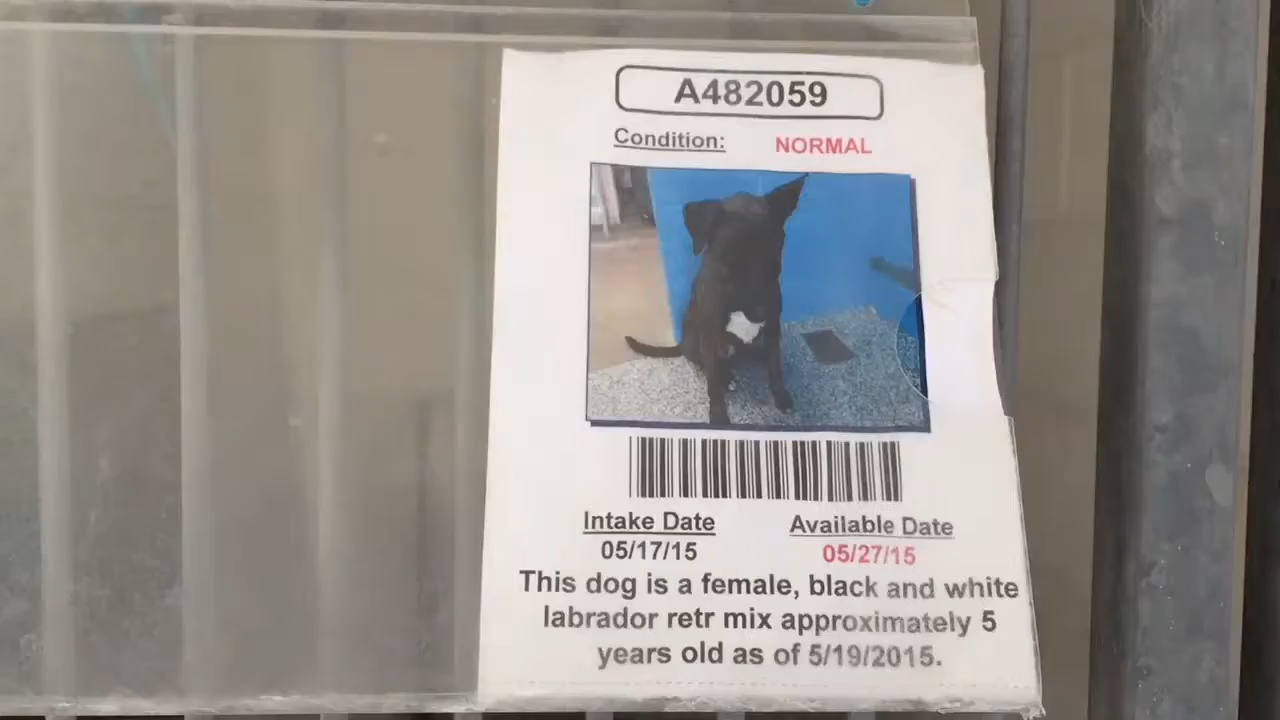 A482059
Condition: NORMAL
Intake Date Available Date
05/17/15 05/27/15
This dog is a female, black and white
labrador retr mix approximately 5
years old as of 5/19/2015.